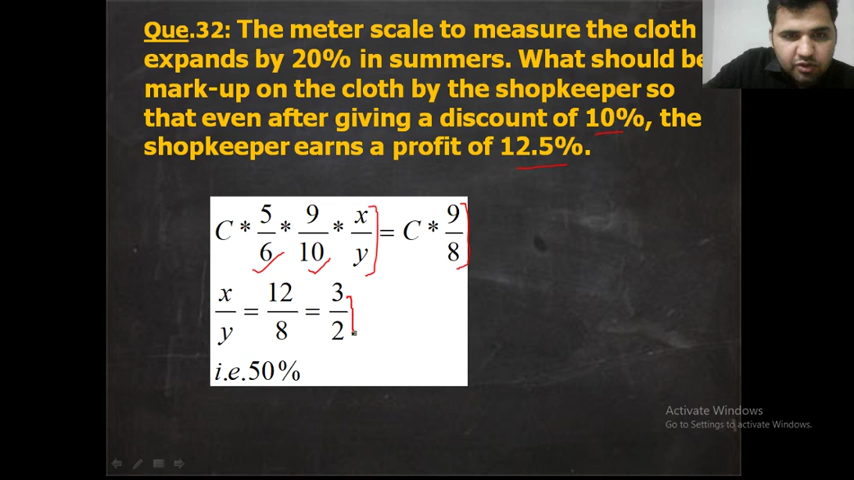 Que.32: The meter scale to measure the cloth
expands by 20% in summers. What should be
mark-up on the cloth by the shopkeeper so
that even after giving a discount of 10%, the
shopkeeper earns a profit of 12.5%.
C * 5/6 * 9/10 * x/y = C * 9/8
x/y = 12/8 = 3/2
i.e.50%
Activate Windows
Go to Settings to activate Windows.